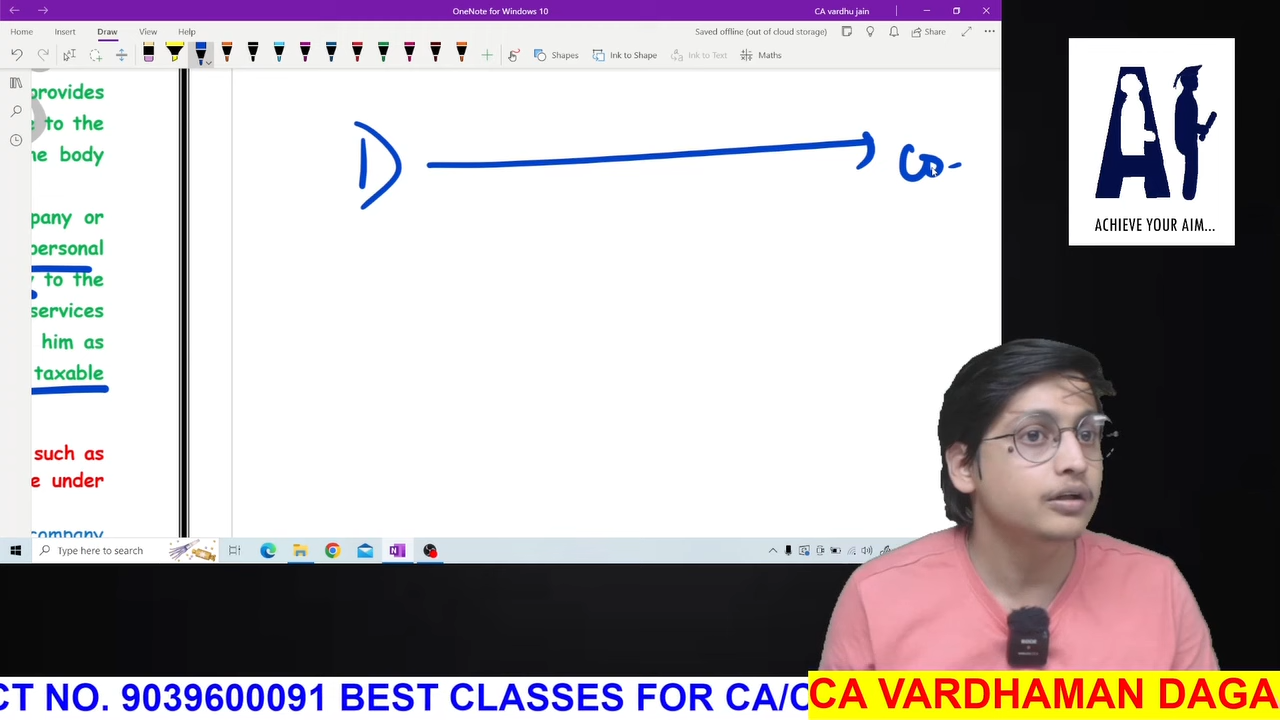 OneNote for Windows 10
CA vardhu jain
Home Insert Draw View Help
Saved offline (out of cloud storage)
Share
Shapes Ink to Shape Ink to Text Maths
provides
e to the
ne body
pany or
personal
y to the
services
him as
taxable
such as
e under
company
D Co-
ACHIEVE YOUR AIM...
Type here to search
CT NO. 9039600091 BEST CLASSES FOR CA/C
CA VARDHAMAN DAGA